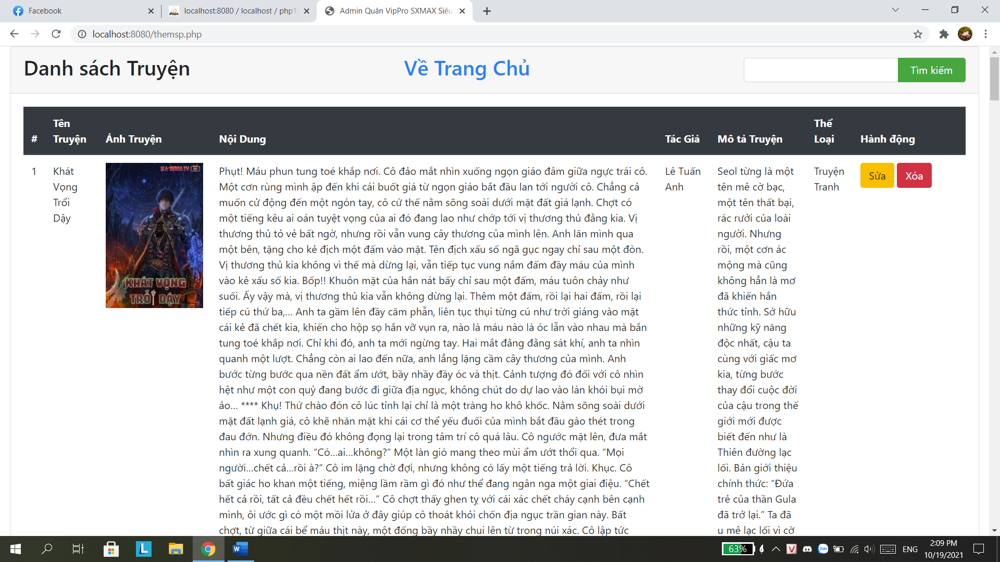 Facebook
localhost:8080 / localhost / php1
Admin Quân VipPro SXMAX Siêu
localhost:8080/themsp.php
Danh sách Truyện
Về Trang Chủ
Tìm kiếm
#
Tên Truyện
Ảnh Truyện
Nội Dung
Tác Giả
Mô tả Truyện
Thể Loại
Hành động
1
Khát
Vọng
Trổi
Dậy
MANHWA TV
KHÁT VỌNG
TRỖI DẬY
Phụt! Máu phun tung toé khắp nơi. Cô đảo mắt nhìn xuống ngọn giáo đâm giữa ngực trái cô.
Một cơn rùng mình ập đến khi cái buốt giá từ ngọn giáo bắt đầu lan tới người cô. Chẳng cả
muốn cử động đến một ngón tay, cô cứ thế nằm sõng soài dưới mặt đất giá lạnh. Chợt có
một tiếng kêu ai oán tuyệt vọng của ai đó đang lao như chớp tới vị thương thủ đằng kia. Vị
thương thủ tỏ vẻ bất ngờ, nhưng rồi vẫn vung cây thương của mình lên. Anh lăn mình qua
một bên, tặng cho kẻ địch một đấm vào mặt. Tên địch xấu số ngã gục ngay chỉ sau một đòn.
Vị thương thủ kia không vì thế mà dừng lại, vẫn tiếp tục vung nắm đấm đầy máu của mình
vào kẻ xấu số kia. Bốp!! Khuôn mặt của hắn nát bấy chỉ sau một đấm, máu tuôn chảy như
suối. Ấy vậy mà, vị thương thủ kia vẫn không dừng lại. Thêm một đấm, rồi lại hai đấm, rồi lại
tiếp cú thứ ba,... Anh ta gầm lên đầy căm phẫn, liên tục thụi từng cú như trời giáng vào mặt
cái kẻ đã chết kia, khiến cho hộp sọ hắn vỡ vụn ra, nào là máu nào là óc lẫn vào nhau mà bắn
tung toé khắp nơi. Chỉ khi đó, anh ta mới ngừng tay. Hai mắt đằng đằng sát khí, anh ta nhìn
quanh một lượt. Chẳng còn ai lao đến nữa, anh lẳng lặng cầm cây thương của mình. Anh
bước từng bước qua nền đất ẩm ướt, bầy nhầy đầy óc và thịt. Cảnh tượng đó đối với cô nhìn
hệt như một con quỷ đang bước đi giữa địa ngục, không chút do dự lao vào làn khói bụi mờ
ảo... **** Khụ! Thứ chào đón cô lúc tỉnh lại chỉ là một tràng ho khô khốc. Nằm sõng soài dưới
mặt đất lạnh giá, cô khẽ nhăn mặt khi cái cơ thể yếu đuối của mình bắt đầu gào thét trong
đau đớn. Nhưng điều đó không đọng lại trong tâm trí cô quá lâu. Cô ngước mặt lên, đưa mắt
nhìn ra xung quanh. “Có...ai...không?” Một làn gió mang theo mùi ẩm ướt thổi qua. “Mọi
người...chết cả...rồi à?” Cô im lặng chờ đợi, nhưng không có lấy một tiếng trả lời. Khục. Cô
bất giác ho khan một tiếng, miệng lầm rầm gì đó như thể đang ngân nga một giai điệu. “Chết
hết cả rồi, tất cả đều chết hết rồi...” Cô chợt thấy ghen tỵ với cái xác chết cháy cạnh bên cạnh
mình, ôi ước gì có một mồi lửa ở đây giúp cô thoát khỏi chốn địa ngục trần gian này. Bất
chợt, từ giữa cái bể máu thịt này, một đống bầy nhầy chui lên từ trong núi xác. Cô lập tức
Lê Tuấn
Anh
Seol từng là một
tên mê cờ bạc,
một tên thất bại,
rác rưởi của loài
người. Nhưng
rồi, một cơn ác
mộng mà cũng
không hẳn là mơ
đã khiến hắn
thức tỉnh. Sở hữu
những kỹ năng
độc nhất, cậu ta
cùng với giấc mơ
kia, từng bước
thay đổi cuộc đời
của cậu trong thế
giới mới được
biết đến như là
Thiên đường lạc
lối. Bản giới thiệu
chính thức: “Đứa
trẻ của thần Gula
đã trở lại.” Ta đã
u mê lạc lối vì cờ
Truyện
Tranh
Sửa
Xóa
63%
ENG
2:09 PM
10/19/2021